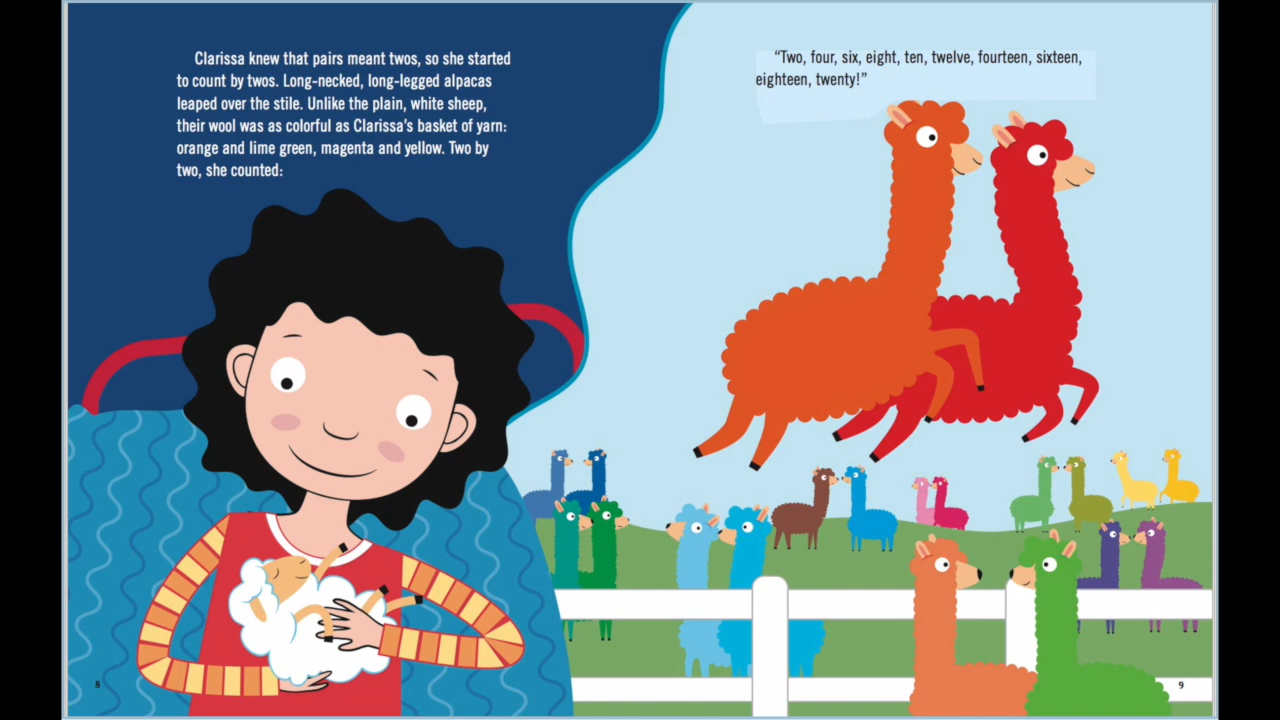 Clarissa knew that pairs meant twos, so she started
to count by twos. Long-necked, long-legged alpacas
leaped over the stile. Unlike the plain, white sheep,
their wool was as colorful as Clarissa's basket of yarn:
orange and lime green, magenta and yellow. Two by
two, she counted:
8
“Two, four, six, eight, ten, twelve, fourteen, sixteen,
eighteen, twenty!”
9